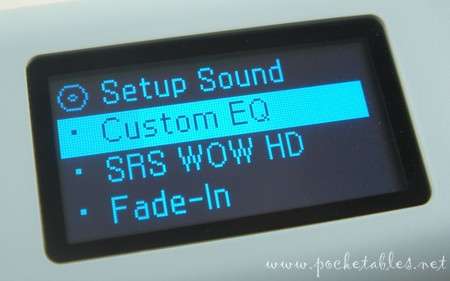 Setup Sound
Custom EQ
SRS WOW HD
Fade-In
www.pocketables.net